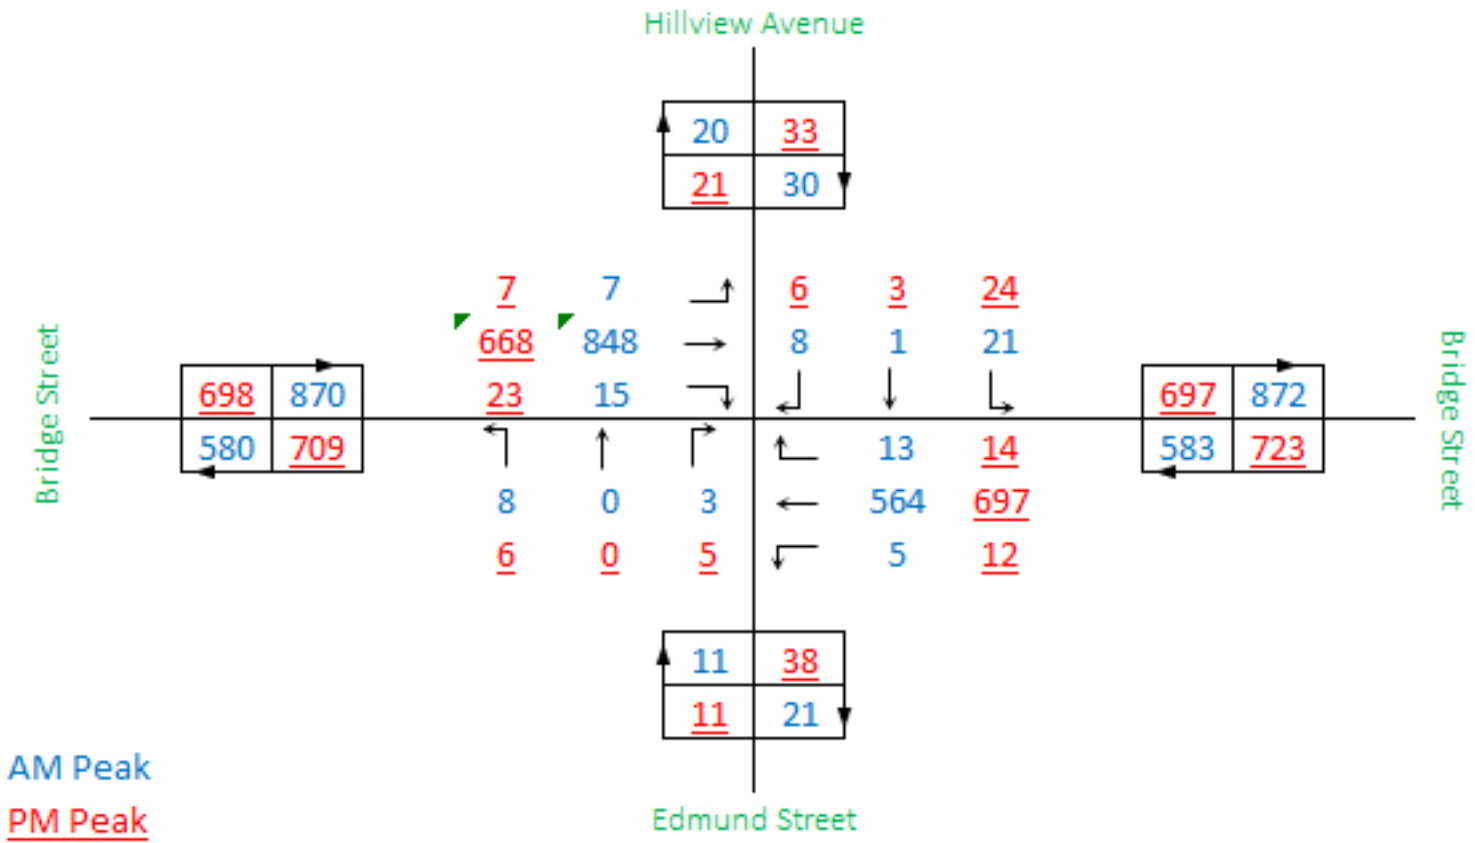 Hillview Avenue
20 33
21 30
7 7 6 3 24
668 848 8 1 21
23 15
698 870
697 872
580 709
583 723
13 14
8 0 3 564 697
6 0 5 5 12
11 38
11 21
Bridge Street
Bridge Street
AM Peak
PM Peak
Edmund Street